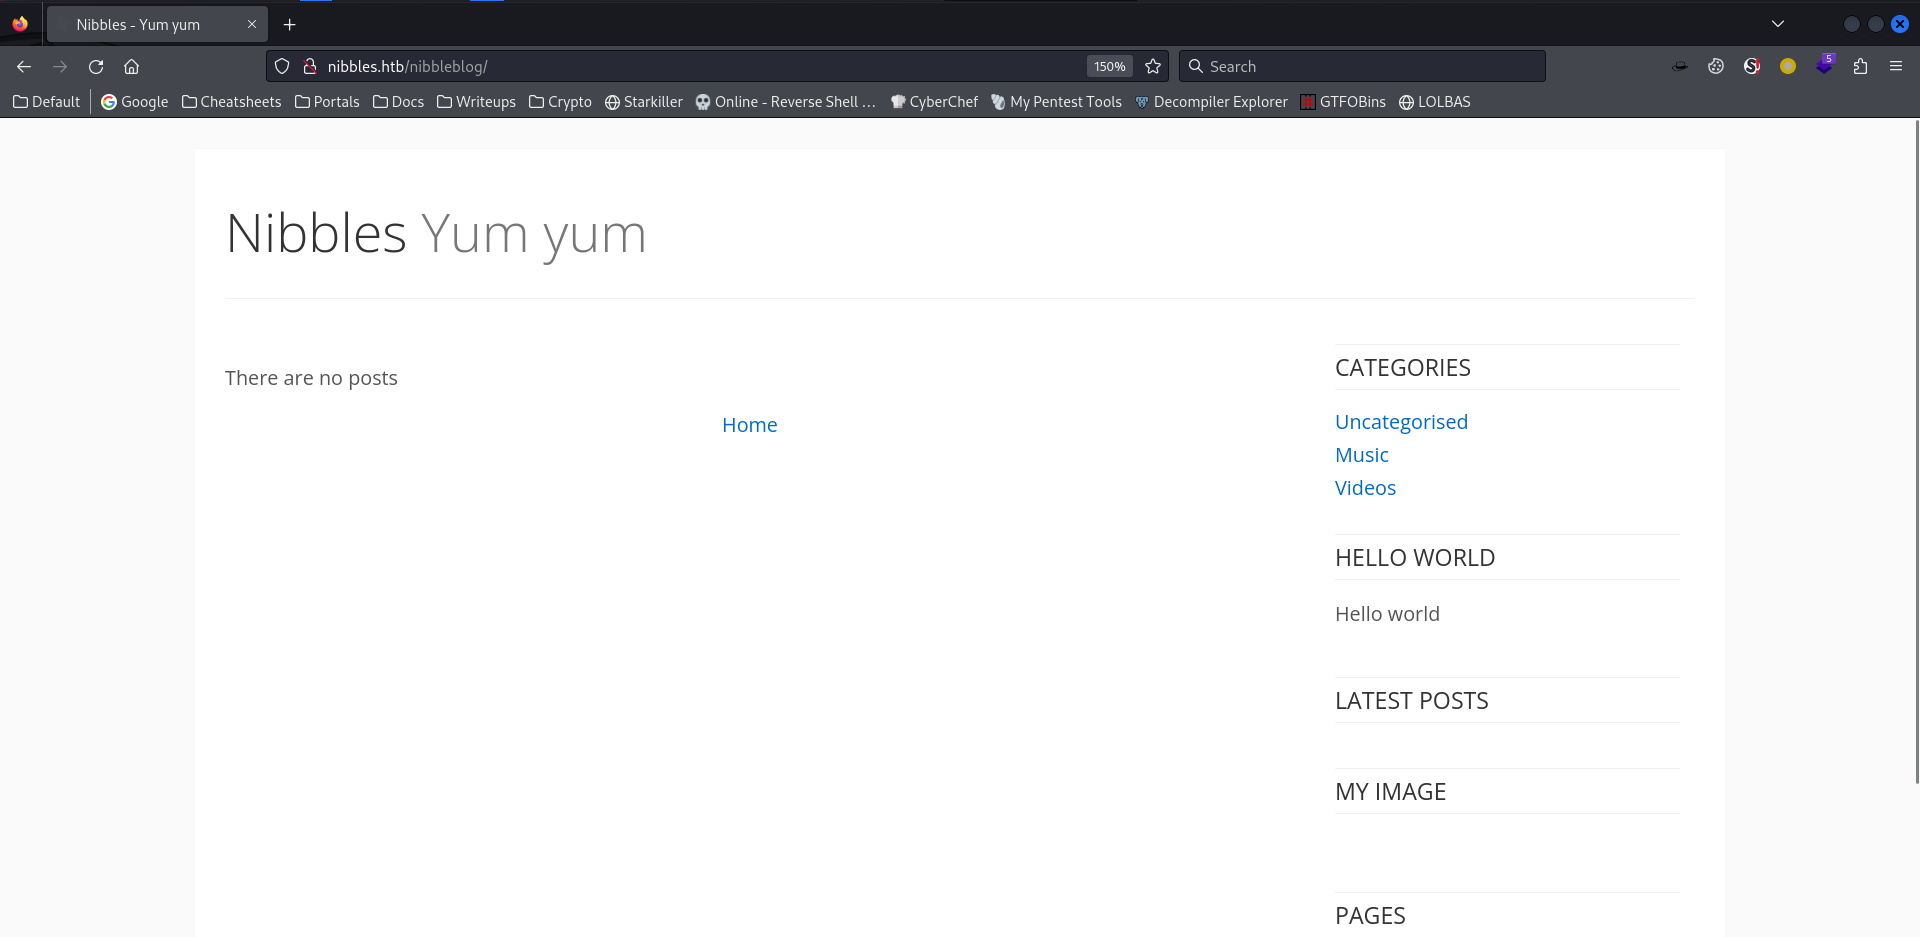 Nibbles - Yum yum
nibbles.htb/nibbleblog/ 150% Search 5
Default Google Cheatsheets Portals Docs Writeups Crypto Starkiller Online - Reverse Shell ... CyberChef My Pentest Tools Decompiler Explorer GTFOBins LOLBAS
Nibbles Yum yum
There are no posts
Home
CATEGORIES
Uncategorised
Music
Videos
HELLO WORLD
Hello world
LATEST POSTS
MY IMAGE
PAGES